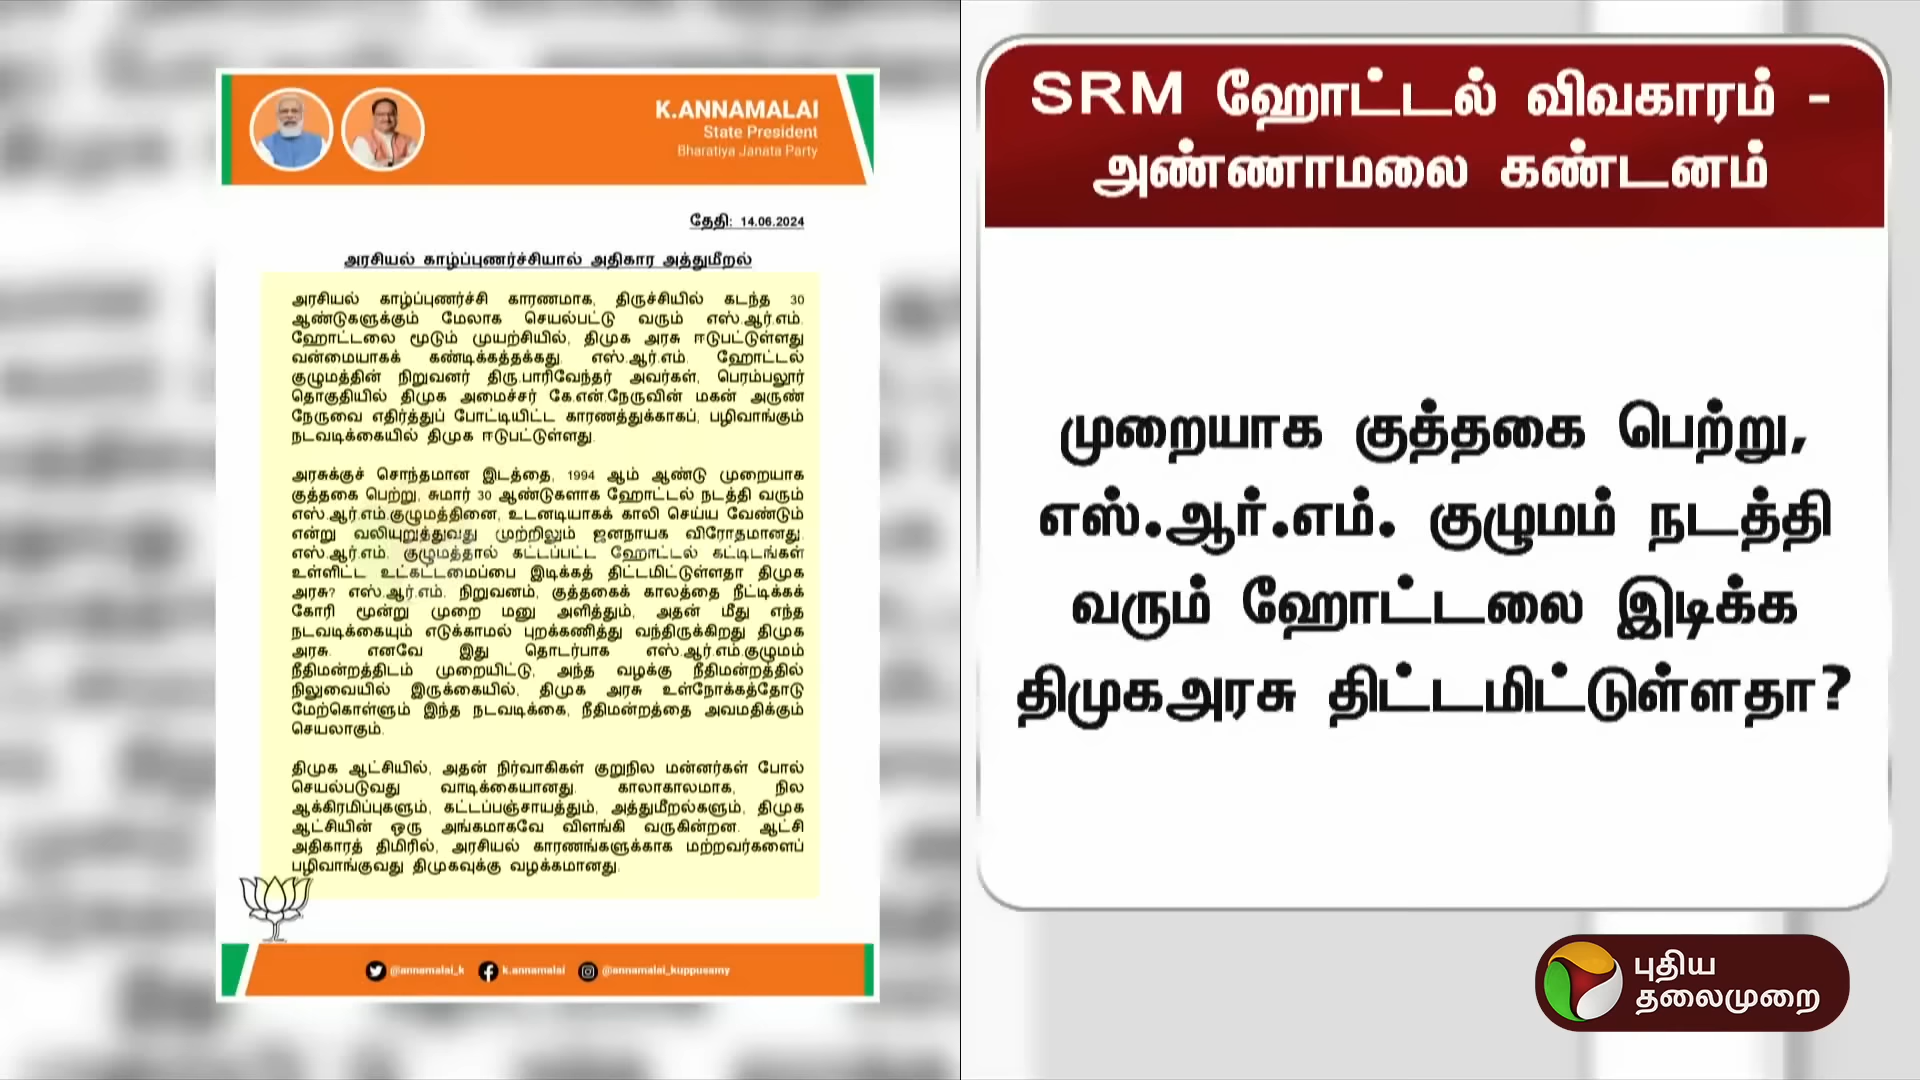 K.ANNAMALAI
State President
Bharatiya Janata Party
தேதி: 14.06.2024
அரசியல் காழ்ப்புணர்ச்சியால் அதிகார அத்துமீறல்
அரசியல் காழ்ப்புணர்ச்சி காரணமாக, திருச்சியில் கடந்த 30
ஆண்டுகளுக்கும் மேலாக செயல்பட்டு வரும் எஸ்.ஆர்.எம்.
ஹோட்டலை மூடும் முயற்சியில், திமுக அரசு ஈடுபட்டுள்ளது
வன்மையாகக் கண்டிக்கத்தக்கது. எஸ்.ஆர்.எம். ஹோட்டல்
குழுமத்தின் நிறுவனர் திரு.பாரிவேந்தர் அவர்கள், பெரம்பலூர்
தொகுதியில் திமுக அமைச்சர் கே.என்.நேருவின் மகன் அருண்
நேருவை எதிர்த்துப் போட்டியிட்ட காரணத்துக்காகப், பழிவாங்கும்
நடவடிக்கையில் திமுக ஈடுபட்டுள்ளது.
அரசுக்குச் சொந்தமான இடத்தை, 1994 ஆம் ஆண்டு முறையாக
குத்தகை பெற்று, சுமார் 30 ஆண்டுகளாக ஹோட்டல் நடத்தி வரும்
எஸ்.ஆர்.எம்.குழுமத்தினை, உடனடியாகக் காலி செய்ய வேண்டும்
என்று வலியுறுத்துவது முற்றிலும் ஜனநாயக விரோதமானது.
எஸ்.ஆர்.எம். குழுமத்தால் கட்டப்பட்ட ஹோட்டல் கட்டிடங்கள்
உள்ளிட்ட உட்கட்டமைப்பை இடிக்கத் திட்டமிட்டுள்ளதா திமுக
அரசு? எஸ்.ஆர்.எம். நிறுவனம், குத்தகைக் காலத்தை நீட்டிக்கக்
கோரி மூன்று முறை மனு அளித்தும், அதன் மீது எந்த
நடவடிக்கையும் எடுக்காமல் புறக்கணித்து வந்திருக்கிறது திமுக
அரசு. எனவே இது தொடர்பாக எஸ்.ஆர்.எம்.குழுமம்
நீதிமன்றத்திடம் முறையிட்டு, அந்த வழக்கு நீதிமன்றத்தில்
நிலுவையில் இருக்கையில், திமுக அரசு உள்நோக்கத்தோடு
மேற்கொள்ளும் இந்த நடவடிக்கை, நீதிமன்றத்தை அவமதிக்கும்
செயலாகும்.
திமுக ஆட்சியில், அதன் நிர்வாகிகள் குறுநில மன்னர்கள் போல்
செயல்படுவது வாடிக்கையானது. காலாகாலமாக, நில
ஆக்கிரமிப்புகளும், கட்டப்பஞ்சாயத்தும், அத்துமீறல்களும், திமுக
ஆட்சியின் ஒரு அங்கமாகவே விளங்கி வருகின்றன. ஆட்சி
அதிகாரத் திமிரில், அரசியல் காரணங்களுக்காக மற்றவர்களைப்
பழிவாங்குவது திமுகவுக்கு வழக்கமானது.
@annamalai_k k.annamalai @annamalai_kuppusamy
SRM ஹோட்டல் விவகாரம் -
அண்ணாமலை கண்டனம்
முறையாக குத்தகை பெற்று,
எஸ்.ஆர்.எம். குழுமம் நடத்தி
வரும் ஹோட்டலை இடிக்க
திமுகஅரசு திட்டமிட்டுள்ளதா?
புதிய
தலைமுறை